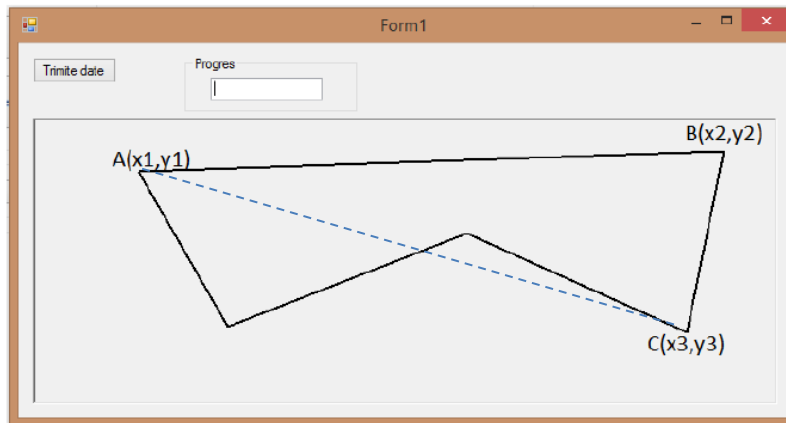 Form1
Trimite date
Progres
B(x2,y2)
A(x1,y1)
C(x3,y3)